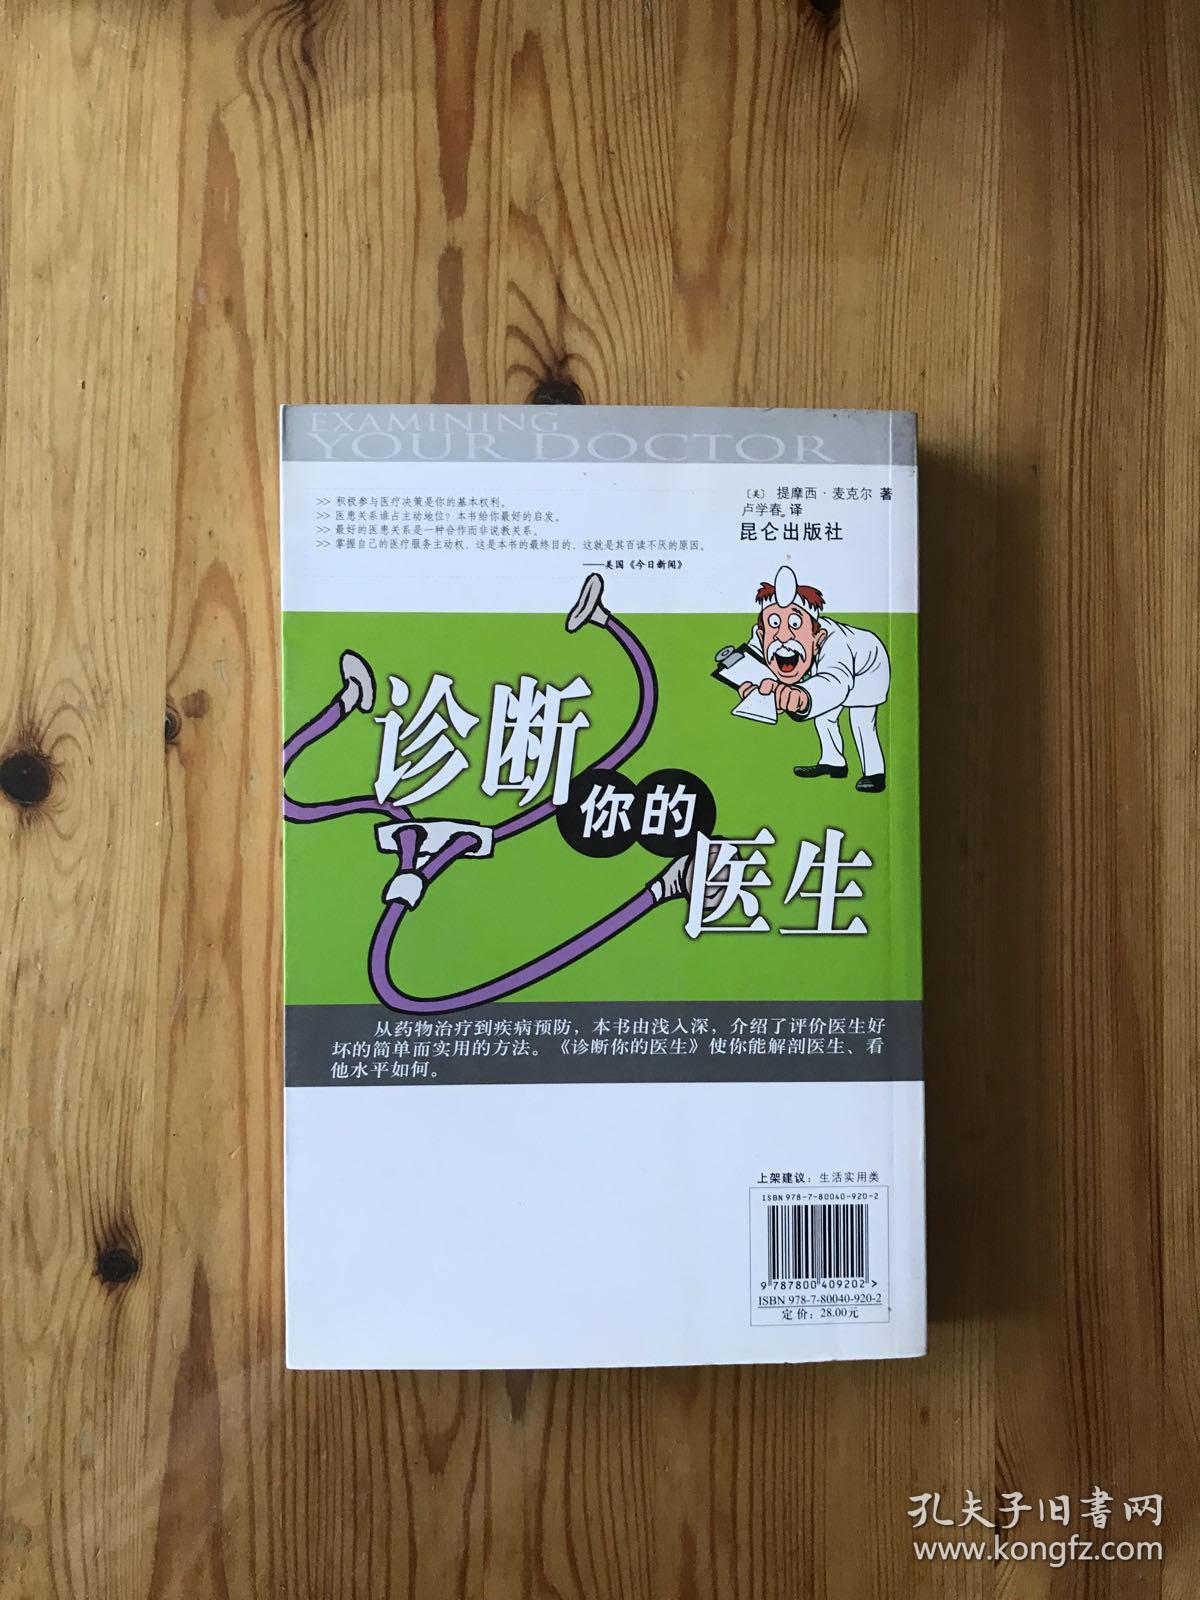 EXAMINING
YOUR DOCTOR
〔美〕 提摩西·麦克尔 著
卢学春 译
昆仑出版社
>> 积极参与医疗决策是你的基本权利。
>> 医患关系谁占主动地位？本书给你最好的启发。
>> 最好的医患关系是一种合作而非说教关系。
>> 掌握自己的医疗服务主动权，这是本书的最终目的，这就是其百读不厌的原因。
——美国《今日新闻》
诊断
你的
医生
从药物治疗到疾病预防，本书由浅入深，介绍了评价医生好
坏的简单而实用的方法。《诊断你的医生》使你能解剖医生、看
他水平如何。
上架建议：生活实用类
ISBN 978-7-80040-920-2
9 787800 409202 >
ISBN 978-7-80040-920-2
定价：28.00元
孔夫子旧书网
www.kongfz.com